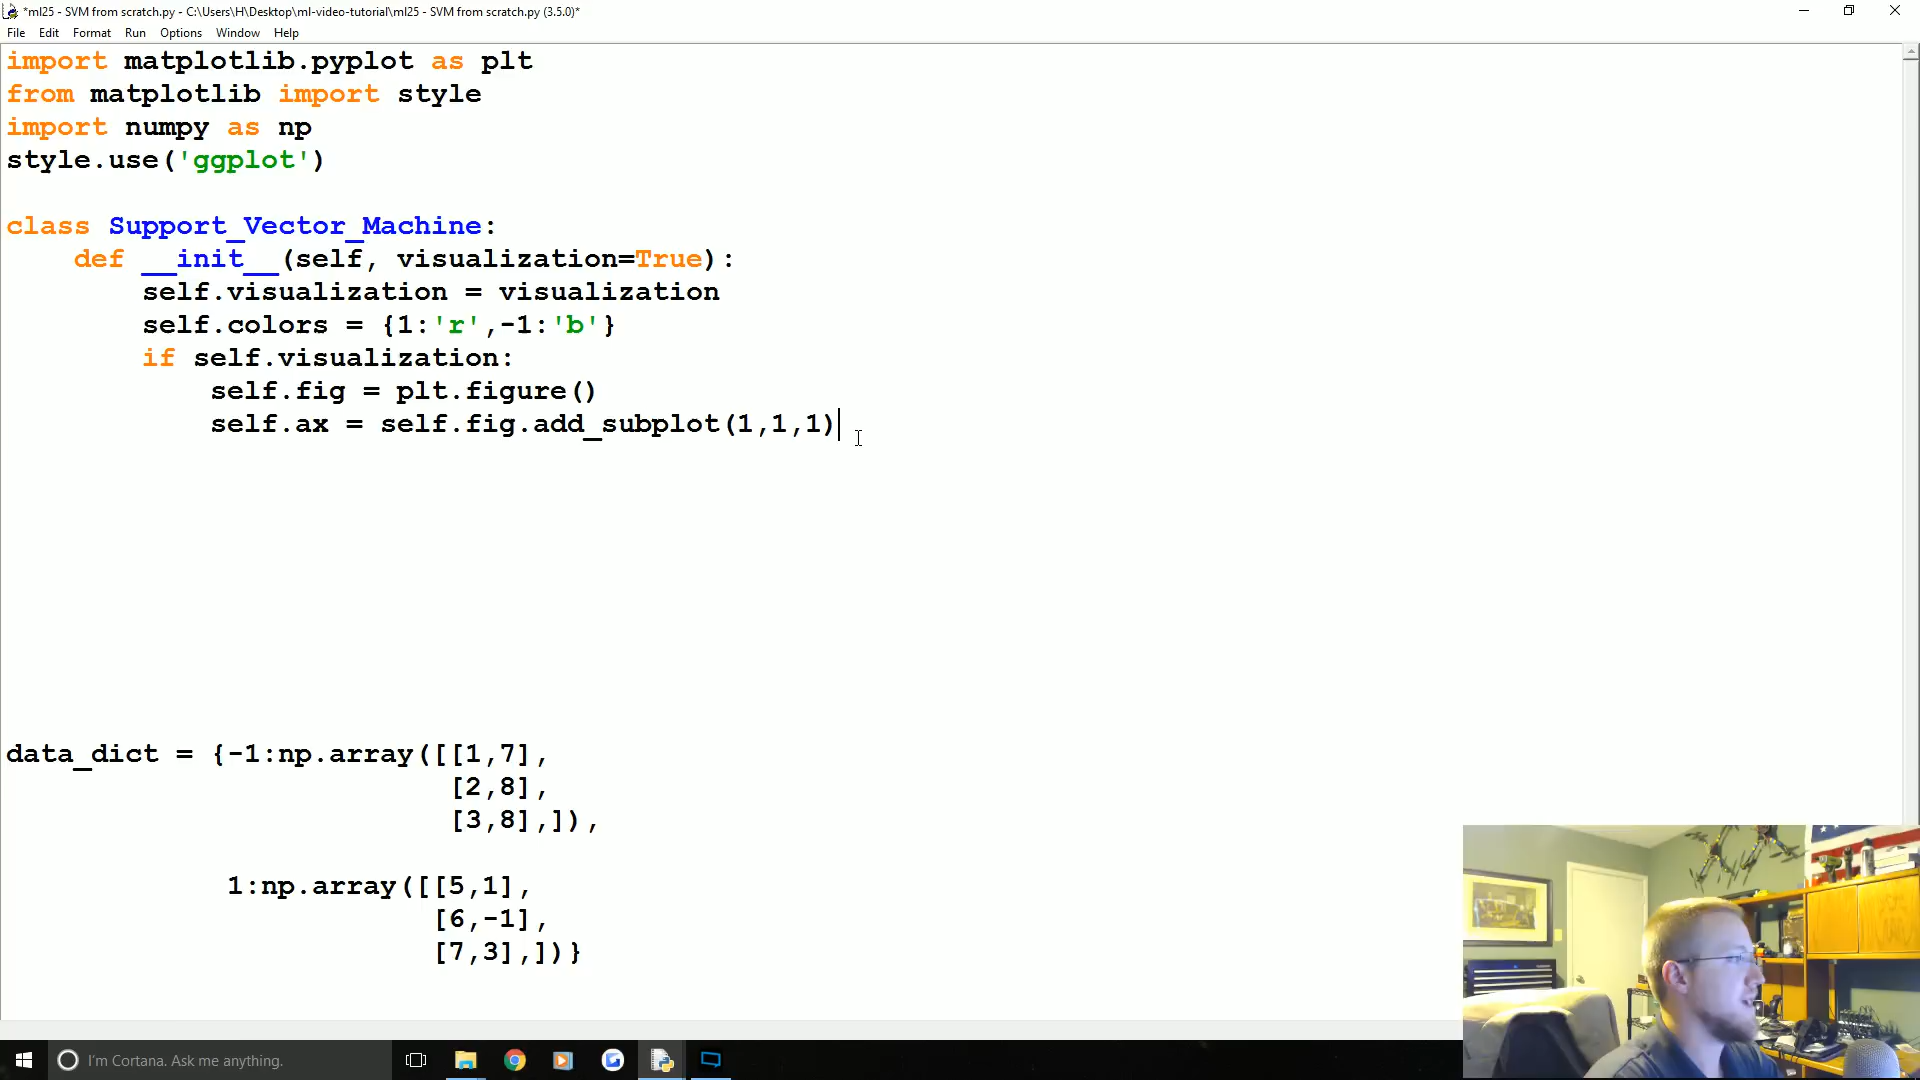 *ml25 - SVM from scratch.py - C:\Users\H\Desktop\ml-video-tutorial\ml25 - SVM from scratch.py (3.5.0)*
File Edit Format Run Options Window Help
import matplotlib.pyplot as plt
from matplotlib import style
import numpy as np
style.use('ggplot')
class Support_Vector_Machine:
def __init__(self, visualization=True):
self.visualization = visualization
self.colors = {1:'r',-1:'b'}
if self.visualization:
self.fig = plt.figure()
self.ax = self.fig.add_subplot(1,1,1)
data_dict = {-1:np.array([[1,7],
[2,8],
[3,8],]),
1:np.array([[5,1],
[6,-1],
[7,3],])}
I'm Cortana. Ask me anything.